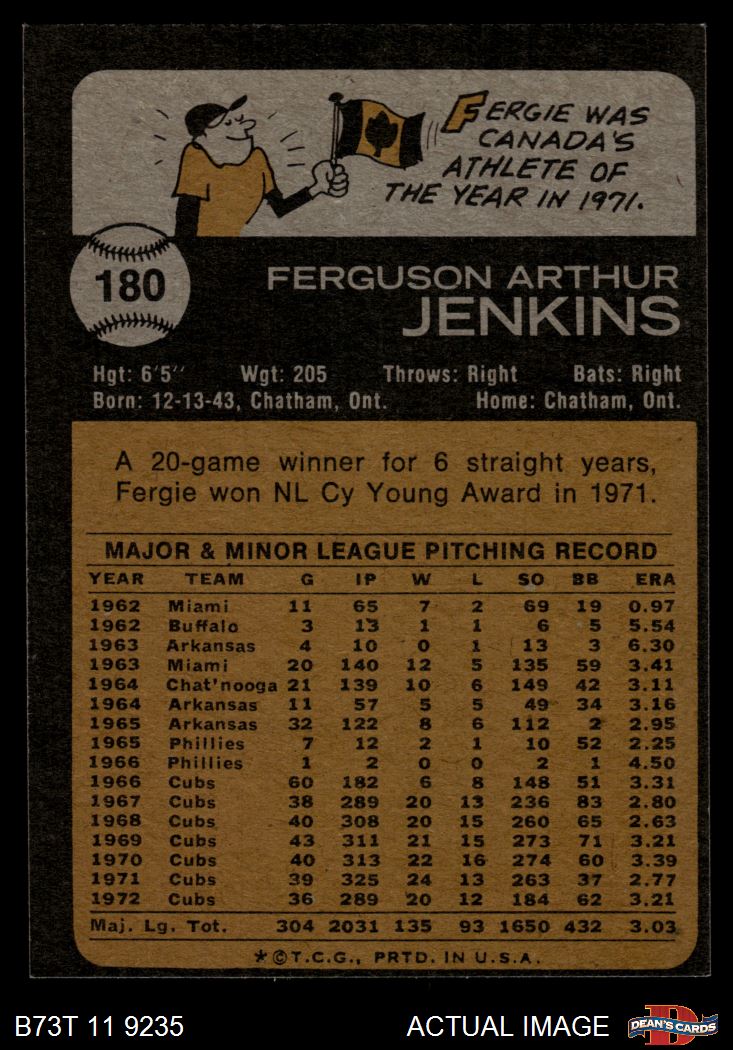 FERGIE WAS
CANADA'S
ATHLETE OF
THE YEAR IN 1971.
180
FERGUSON ARTHUR
JENKINS
Hgt: 6'5" Wgt: 205 Throws: Right Bats: Right
Born: 12-13-43, Chatham, Ont. Home: Chatham, Ont.
A 20-game winner for 6 straight years,
Fergie won NL Cy Young Award in 1971.
MAJOR & MINOR LEAGUE PITCHING RECORD
YEAR TEAM G IP W L SO BB ERA
1962 Miami 11 65 7 2 69 19 0.97
1962 Buffalo 3 13 1 1 6 5 5.54
1963 Arkansas 4 10 0 1 13 3 6.30
1963 Miami 20 140 12 5 135 59 3.41
1964 Chat'nooga 21 139 10 6 149 42 3.11
1964 Arkansas 11 57 5 5 49 34 3.16
1965 Arkansas 32 122 8 6 112 2 2.95
1965 Phillies 7 12 2 1 10 52 2.25
1966 Phillies 1 2 0 0 2 1 4.50
1966 Cubs 60 182 6 8 148 51 3.31
1967 Cubs 38 289 20 13 236 83 2.80
1968 Cubs 40 308 20 15 260 65 2.63
1969 Cubs 43 311 21 15 273 71 3.21
1970 Cubs 40 313 22 16 274 60 3.39
1971 Cubs 39 325 24 13 263 37 2.77
1972 Cubs 36 289 20 12 184 62 3.21
Maj. Lg. Tot. 304 2031 135 93 1650 432 3.03
*©T.C.G., PRTD. IN U.S.A.
B73T 11 9235 ACTUAL IMAGE D DEAN'S CARDS